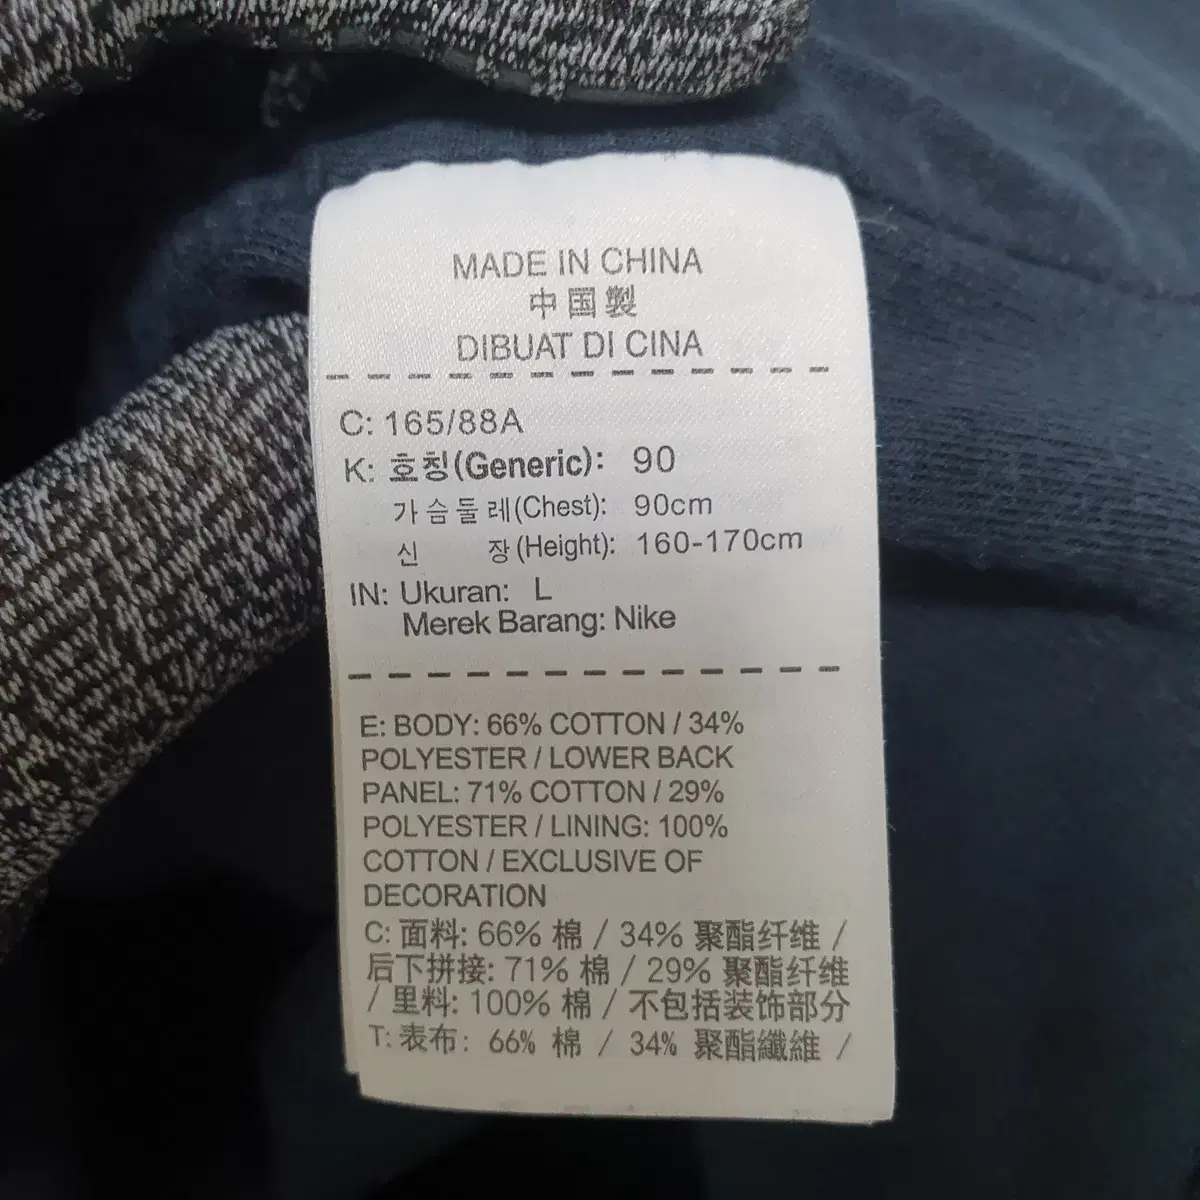 MADE IN CHINA
中国製
DIBUAT DI CINA
C: 165/88A
K: 호칭(Generic): 90
가슴둘레(Chest): 90cm
신 장(Height): 160-170cm
IN: Ukuran: L
Merek Barang: Nike
E: BODY: 66% COTTON / 34%
POLYESTER / LOWER BACK
PANEL: 71% COTTON / 29%
POLYESTER / LINING: 100%
COTTON / EXCLUSIVE OF
DECORATION
C: 面料: 66% 棉 / 34% 聚酯纤维 /
后下拼接: 71% 棉 / 29% 聚酯纤维
/ 里料: 100% 棉 / 不包括装饰部分
T: 表布: 66% 棉 / 34% 聚酯纖維 /